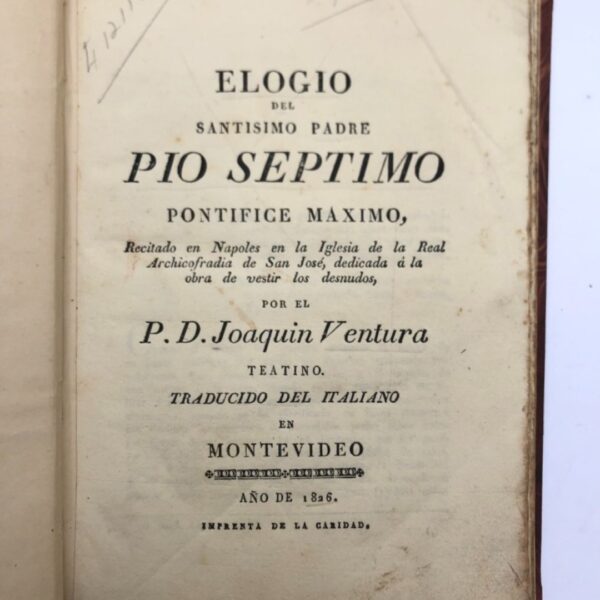 ELOGIO
DEL
SANTISIMO PADRE
PIO SEPTIMO
PONTIFICE MAXIMO,
Recitado en Napoles en la Iglesia de la Real
Archicofradia de San José, dedicada á la
obra de vestir los desnudos,
POR EL
P. D. Joaquin Ventura
TEATINO.
TRADUCIDO DEL ITALIANO
EN
MONTEVIDEO
AÑO DE 1826.
IMPRENTA DE LA CARIDAD.